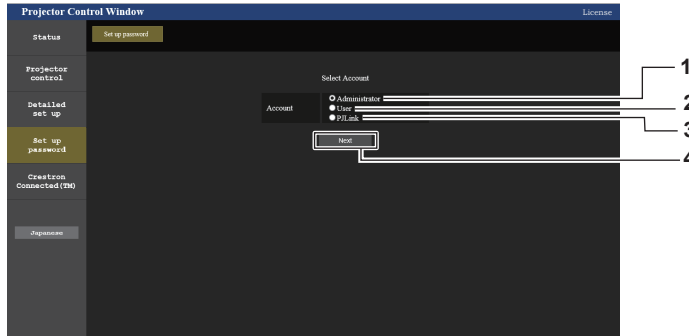 Projector Control Window
License
Status
Set up password
Projector
control
Select Account
Account
Administrator
User
PJLink
Next
Detailed
set up
Set up
password
Crestron
Connected(TM)
Japanese
1
2
3
4